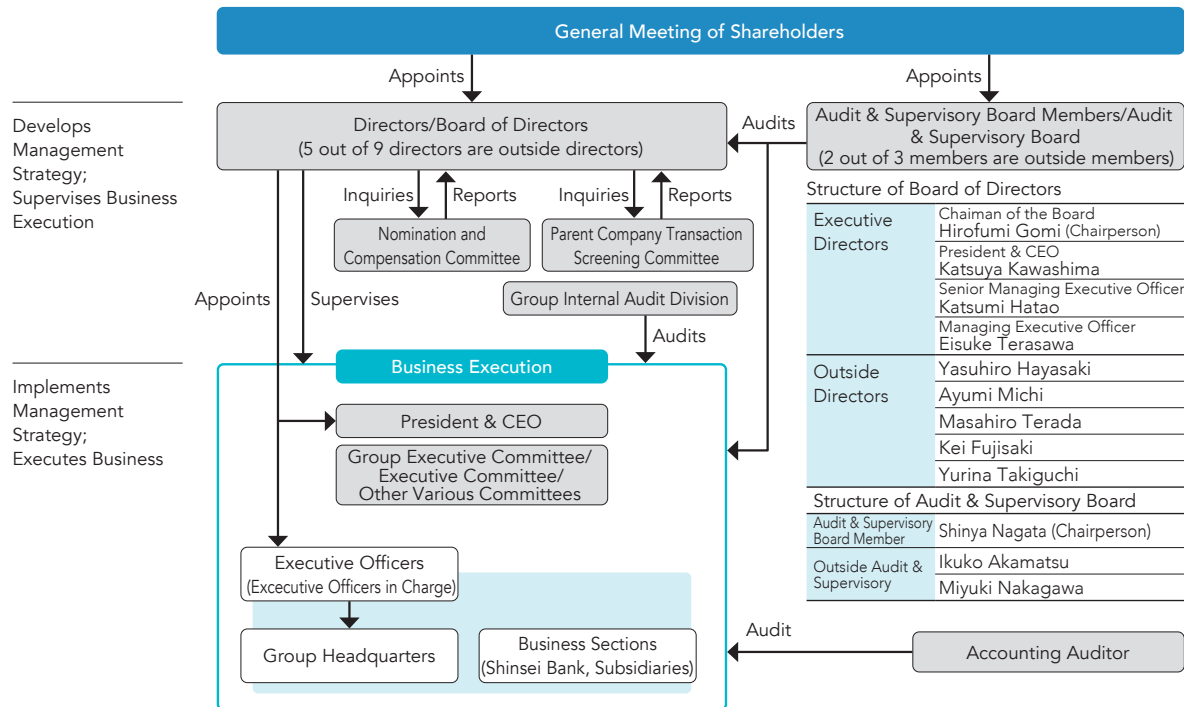 General Meeting of Shareholders
Appoints
Appoints
Develops
Management
Strategy;
Supervises Business
Execution
Directors/Board of Directors
(5 out of 9 directors are outside directors)
Audits
Audit & Supervisory Board Members/Audit
& Supervisory Board
(2 out of 3 members are outside members)
Inquiries
Reports
Inquiries
Reports
Nomination and
Compensation Committee
Parent Company Transaction
Screening Committee
Appoints
Supervises
Group Internal Audit Division
Audits
Structure of Board of Directors
Executive
Directors
Chaiman of the Board
Hirofumi Gomi (Chairperson)
President & CEO
Katsuya Kawashima
Senior Managing Executive Officer
Katsumi Hatao
Managing Executive Officer
Eisuke Terasawa
Outside
Directors
Yasuhiro Hayasaki
Ayumi Michi
Masahiro Terada
Kei Fujisaki
Yurina Takiguchi
Structure of Audit & Supervisory Board
Audit & Supervisory
Board Member
Shinya Nagata (Chairperson)
Outside Audit &
Supervisory
Ikuko Akamatsu
Miyuki Nakagawa
Implements
Management
Strategy;
Executes Business
Business Execution
President & CEO
Group Executive Committee/
Executive Committee/
Other Various Committees
Executive Officers
(Excecutive Officers in Charge)
Group Headquarters
Business Sections
(Shinsei Bank, Subsidiaries)
Audit
Accounting Auditor